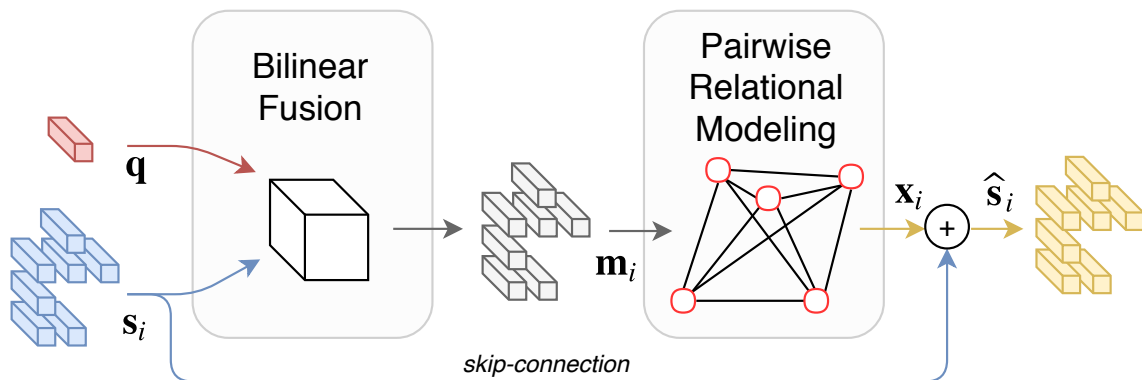 Bilinear
Fusion
Pairwise
Relational
Modeling
q
s_i
m_i
x_i
+
ŝ_i
skip-connection